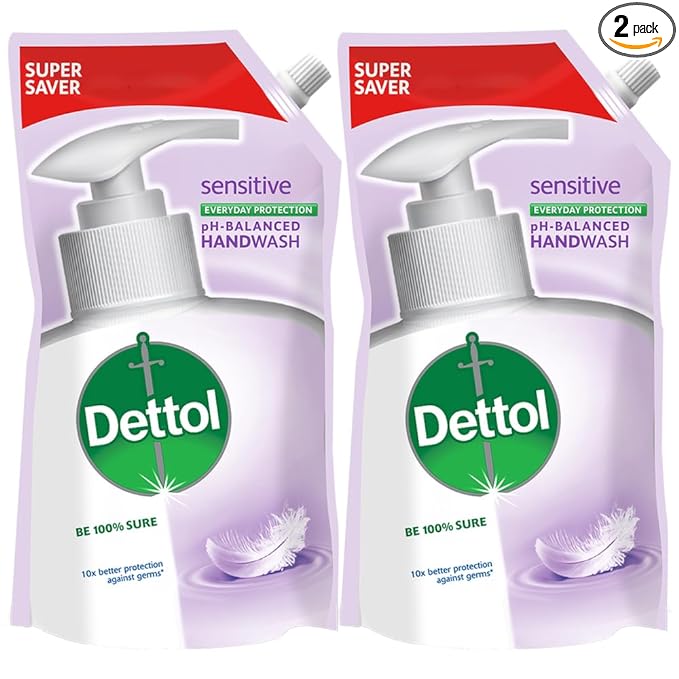 2 pack
SUPER
SAVER
sensitive
EVERYDAY PROTECTION
pH-BALANCED
HANDWASH
Dettol
BE 100% SURE
10x better protection
against germs*
SUPER
SAVER
sensitive
EVERYDAY PROTECTION
pH-BALANCED
HANDWASH
Dettol
BE 100% SURE
10x better protection
against germs*